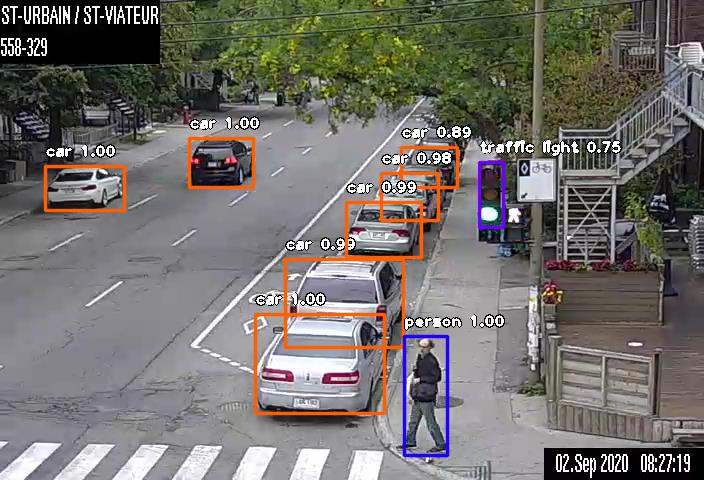 ST-URBAIN / ST-VIATEUR
558-329
car 0.89
car 1.00
traffic light 0.75
car 1.00
car 0.98
car 0.99
car 0.99
car 1.00
person 1.00
02.Sep 2020 08:27:19